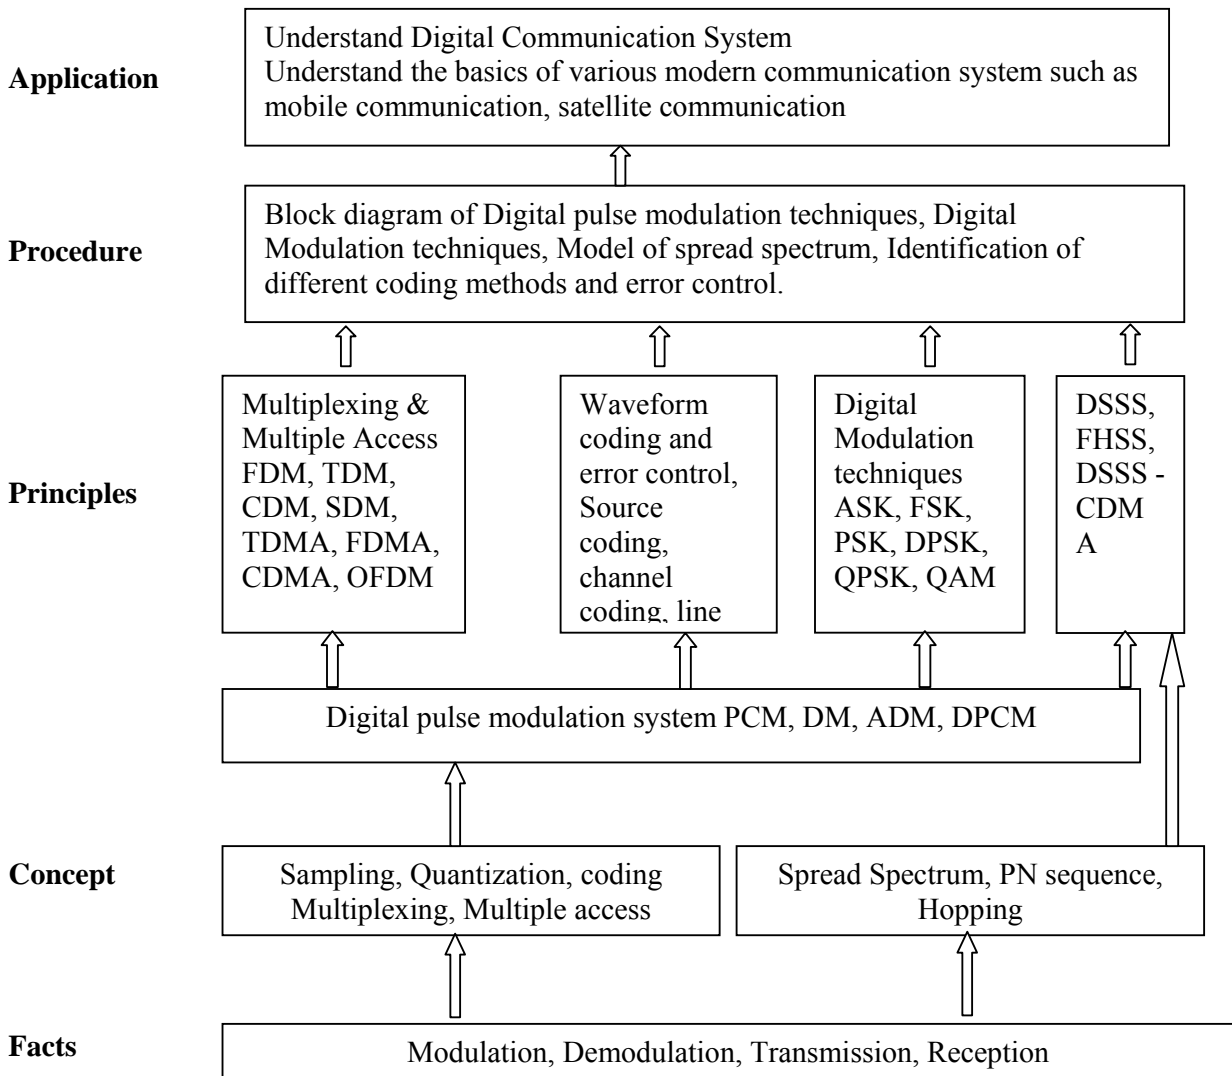 Application
Understand Digital Communication System
Understand the basics of various modern communication system such as
mobile communication, satellite communication
Procedure
Block diagram of Digital pulse modulation techniques, Digital
Modulation techniques, Model of spread spectrum, Identification of
different coding methods and error control.
Principles
Multiplexing &
Multiple Access
FDM, TDM,
CDM, SDM,
TDMA, FDMA,
CDMA, OFDM
Waveform
coding and
error control,
Source
coding,
channel
coding, line
Digital
Modulation
techniques
ASK, FSK,
PSK, DPSK,
QPSK, QAM
DSSS,
FHSS,
DSSS -
CDM
A
Digital pulse modulation system PCM, DM, ADM, DPCM
Concept
Sampling, Quantization, coding
Multiplexing, Multiple access
Spread Spectrum, PN sequence,
Hopping
Facts
Modulation, Demodulation, Transmission, Reception